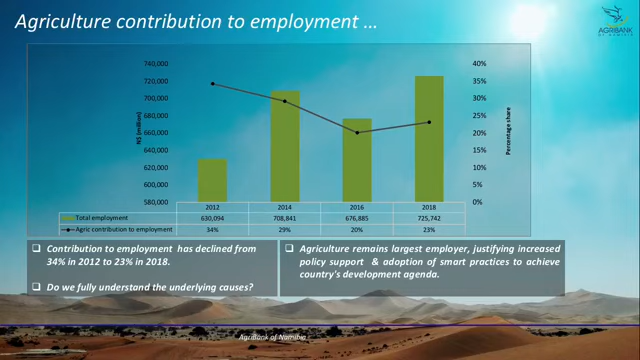 Agriculture contribution to employment …
AGRIBANK
OF NAMIBIA
740,000
720,000
700,000
680,000
660,000
640,000
620,000
600,000
580,000
N$ (million)
40%
35%
30%
25%
20%
15%
10%
5%
0%
Percentage share
2012 2014 2016 2018
Total employment 630,094 708,841 676,885 725,742
Agric contribution to employment 34% 29% 20% 23%
❑ Contribution to employment has declined from
34% in 2012 to 23% in 2018.
❑ Do we fully understand the underlying causes?
❑ Agriculture remains largest employer, justifying increased
policy support & adoption of smart practices to achieve
country's development agenda.
Agribank of Namibia